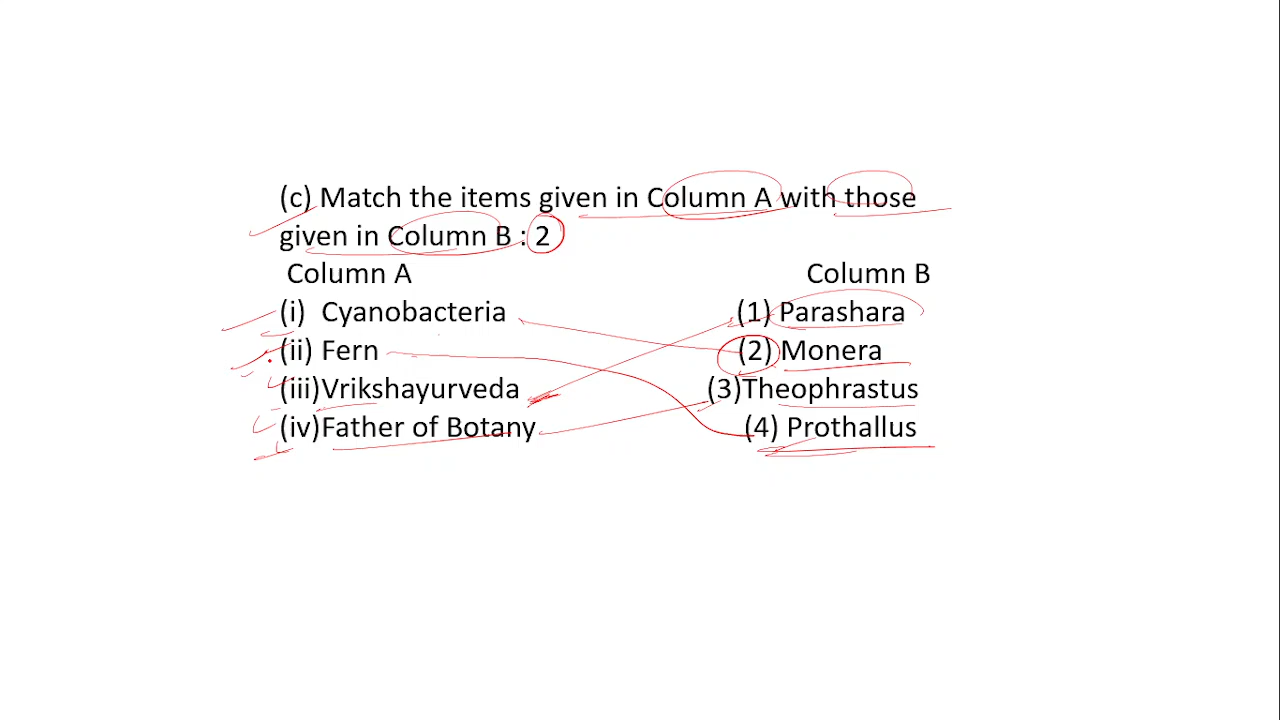 (c) Match the items given in Column A with those
given in Column B : 2
Column A Column B
(i) Cyanobacteria (1) Parashara
(ii) Fern (2) Monera
(iii)Vrikshayurveda (3)Theophrastus
(iv)Father of Botany (4) Prothallus